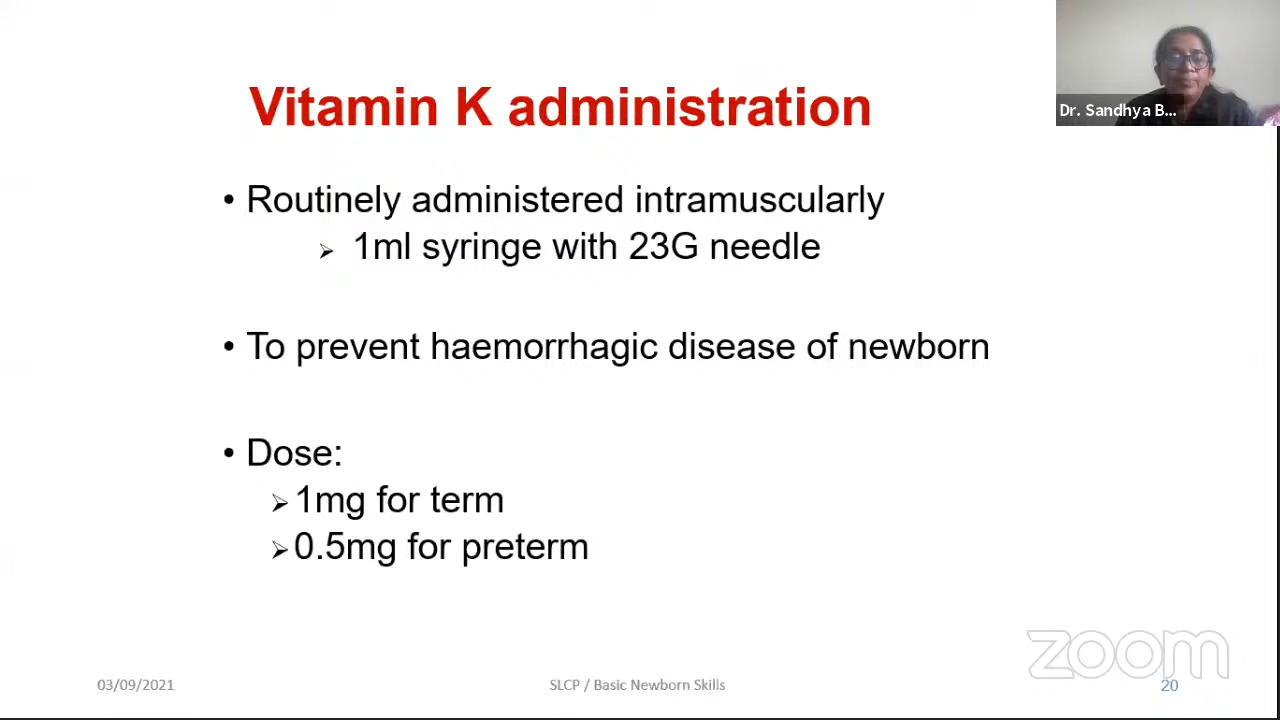 Vitamin K administration
Dr. Sandhya B...
• Routinely administered intramuscularly
➢ 1ml syringe with 23G needle
• To prevent haemorrhagic disease of newborn
• Dose:
➢ 1mg for term
➢ 0.5mg for preterm
zoom
03/09/2021
SLCP / Basic Newborn Skills
20